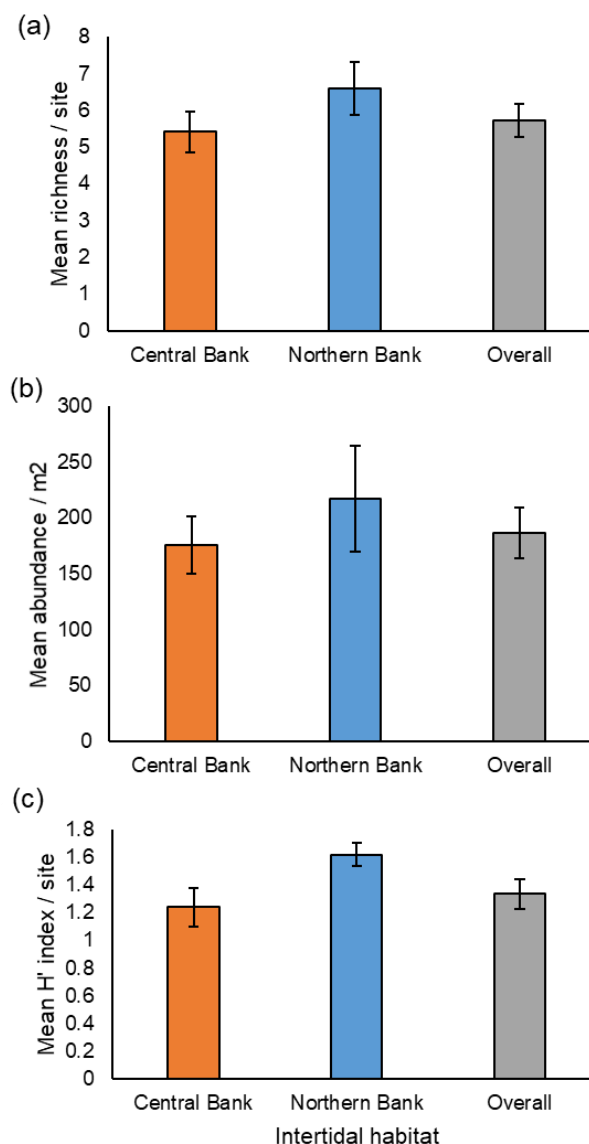 (a)
Mean richness / site
8
7
6
5
4
3
2
1
0
Central Bank Northern Bank Overall
(b)
Mean abundance / m2
300
250
200
150
100
50
0
Central Bank Northern Bank Overall
(c)
Mean H' index / site
1.8
1.6
1.4
1.2
1
0.8
0.6
0.4
0.2
0
Central Bank Northern Bank Overall
Intertidal habitat